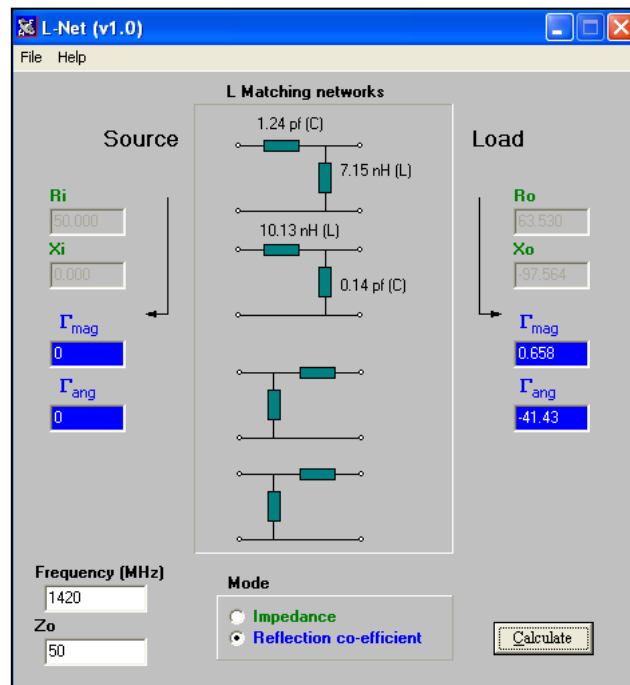 L-Net (v1.0)
File Help
L Matching networks
Source
Load
1.24 pf (C)
7.15 nH (L)
10.13 nH (L)
0.14 pf (C)
Ri
50.000
Xi
0.000
Γmag
0
Γang
0
Ro
63.530
Xo
-97.564
Γmag
0.658
Γang
-41.43
Frequency (MHz)
1420
Zo
50
Mode
Impedance
Reflection co-efficient
Calculate